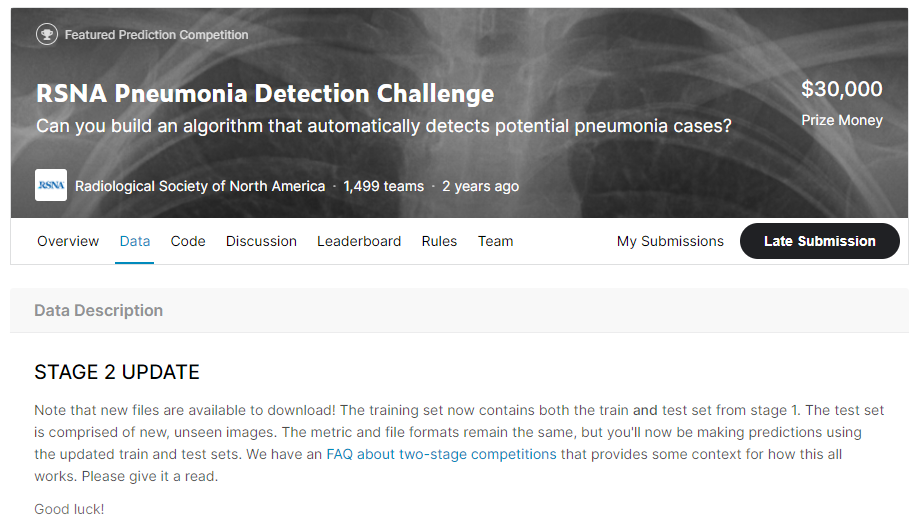 Featured Prediction Competition
RSNA Pneumonia Detection Challenge
$30,000
Can you build an algorithm that automatically detects potential pneumonia cases?
Prize Money
RSNA
Radiological Society of North America · 1,499 teams · 2 years ago
Overview Data Code Discussion Leaderboard Rules Team My Submissions Late Submission
Data Description
STAGE 2 UPDATE
Note that new files are available to download! The training set now contains both the train and test set from stage 1. The test set
is comprised of new, unseen images. The metric and file formats remain the same, but you'll now be making predictions using
the updated train and test sets. We have an FAQ about two-stage competitions that provides some context for how this all
works. Please give it a read.
Good luck!